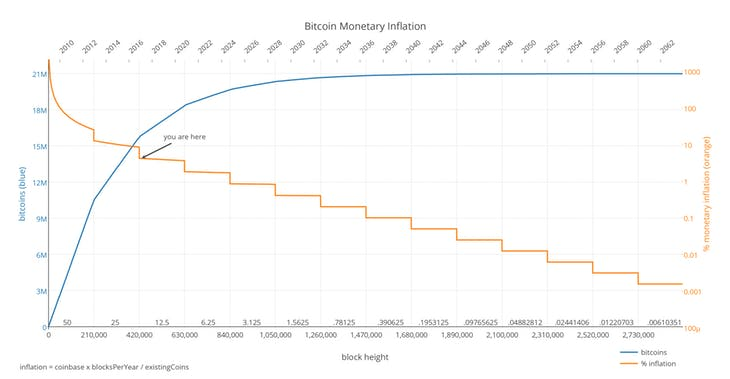 Bitcoin Monetary Inflation
2010 2012 2014 2016 2018 2020 2022 2024 2026 2028 2030 2032 2034 2036 2038 2040 2042 2044 2046 2048 2050 2052 2054 2056 2058 2060 2062
21M
18M
15M
12M
9M
6M
3M
0
bitcoins (blue)
you are here
1000
100
10
1
0.1
0.01
0.001
100μ
% monetary inflation (orange)
50 25 12.5 6.25 3.125 1.5625 .78125 .390625 .1953125 .09765625 .04882812 .02441406 .01220703 .00610351
0 210,000 420,000 630,000 840,000 1,050,000 1,260,000 1,470,000 1,680,000 1,890,000 2,100,000 2,310,000 2,520,000 2,730,000
block height
bitcoins
% inflation
inflation = coinbase x blocksPerYear / existingCoins